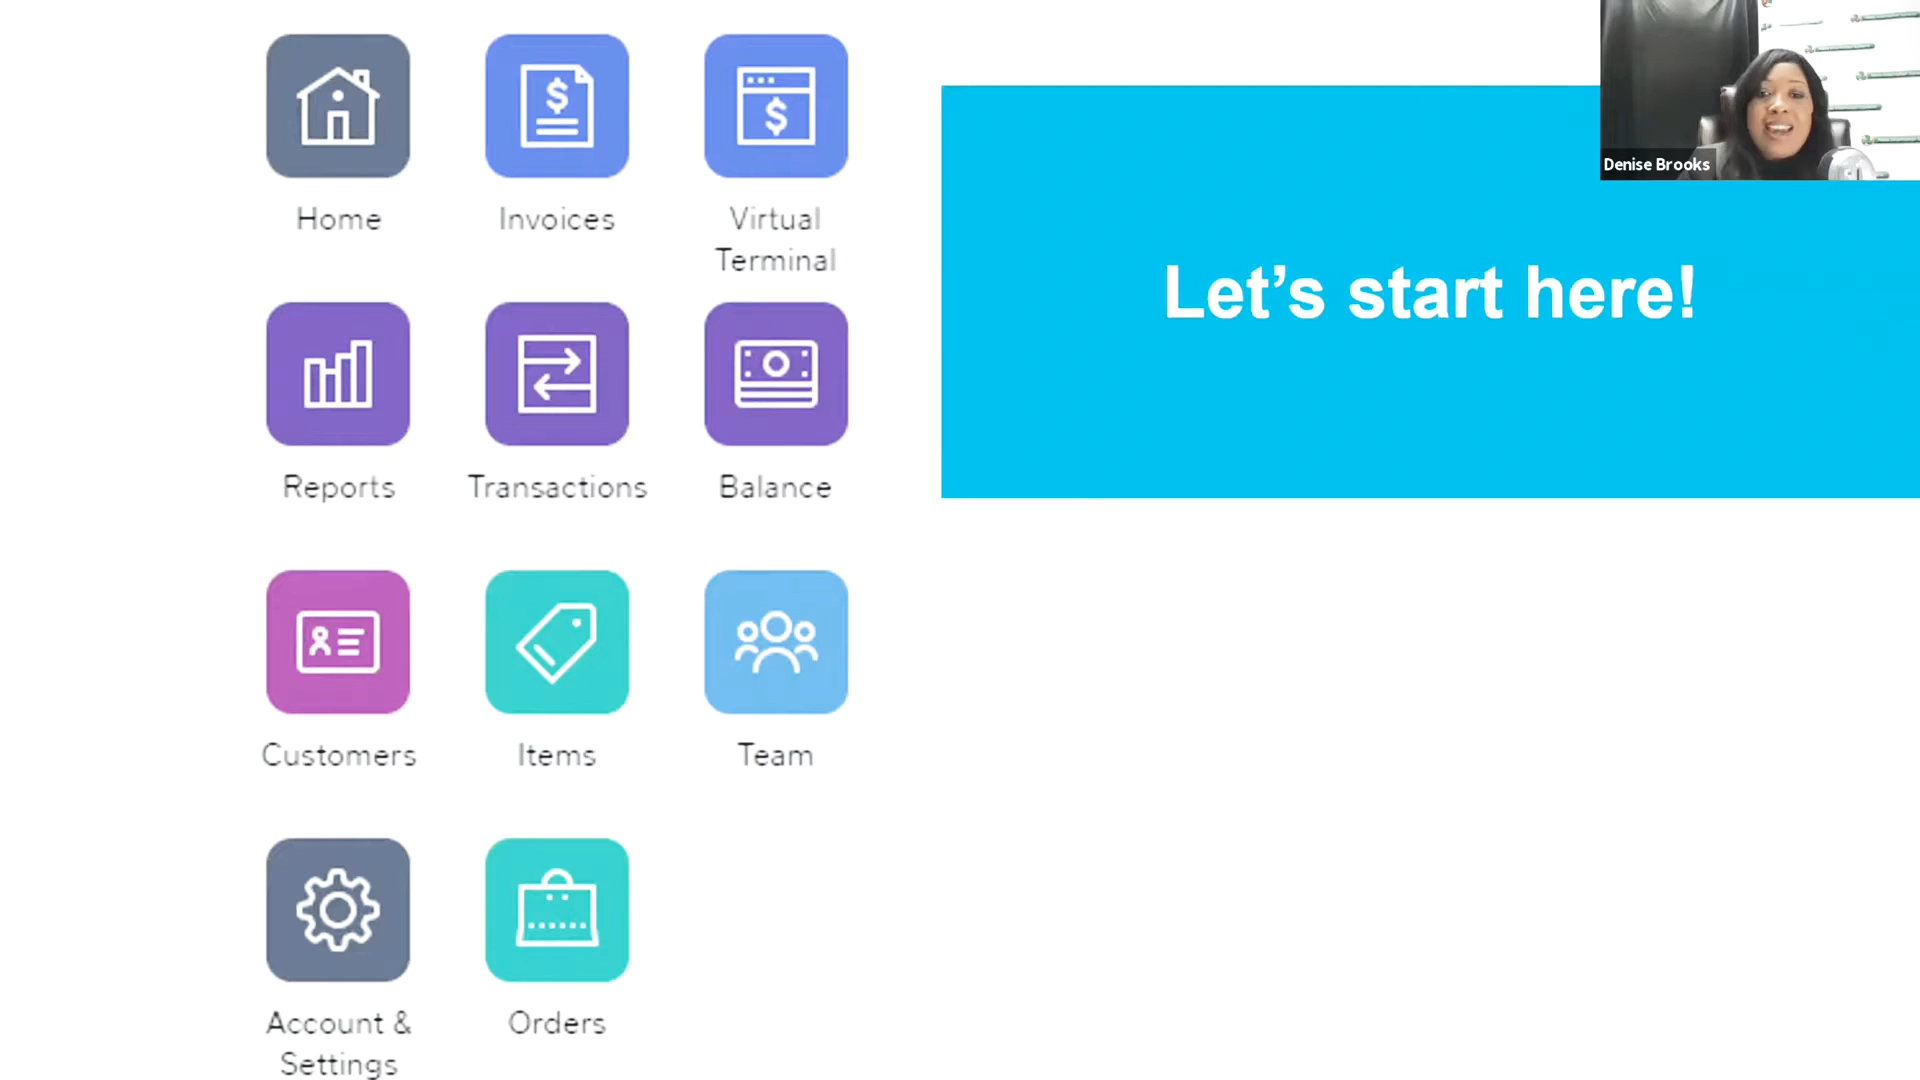 Home
Invoices
Virtual
Terminal
Reports
Transactions
Balance
Customers
Items
Team
Account &
Settings
Orders
Let’s start here!
Denise Brooks